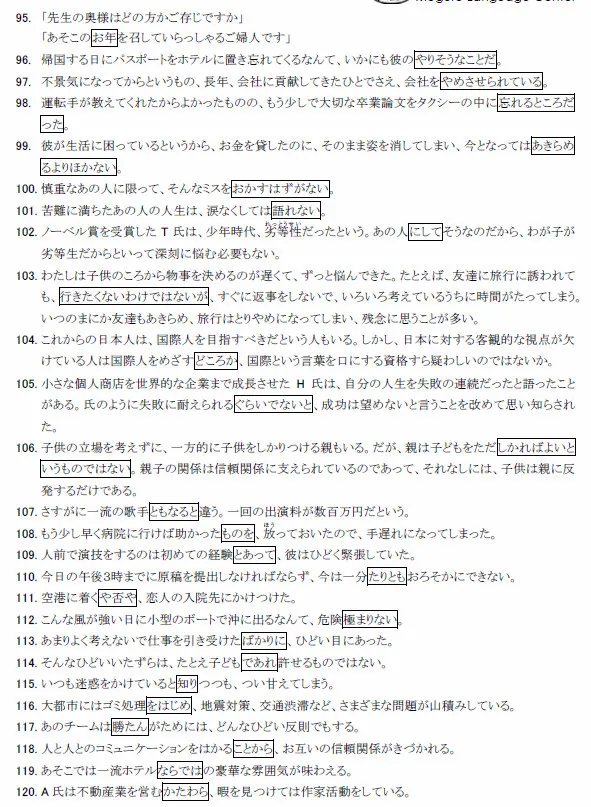 95. 「先生の奥様はどの方かご存じですか」
「あそこのお年を召していらっしゃるご婦人です」
96. 帰国する日にパスポートをホテルに置き忘れてくるなんて、いかにも彼のやりそうなことだ。
97. 不景気になってからというもの、長年、会社に貢献してきたひとでさえ、会社をやめさせられている。
98. 運転手が教えてくれたからよかったものの、もう少しで大切な卒業論文をタクシーの中に忘れるところだ
った。
99. 彼が生活に困っているというから、お金を貸したのに、そのまま姿を消してしまい、今となってはあきらめ
るよりほかない。
100. 慎重なあの人に限って、そんなミスをおかすはずがない。
101. 苦難に満ちたあの人の人生は、涙なくしては語れない。
102. ノーベル賞を受賞した T 氏は、少年時代、劣等性だったという。あの人にしてそうなのだから、わが子が
劣等生だからといって深刻に悩む必要もない。
103. わたしは子供のころから物事を決めるのが遅くて、ずっと悩んできた。たとえば、友達に旅行に誘われて
も、行きたくないわけではないが、すぐに返事をしないで、いろいろ考えているうちに時間がたってしまう。
いつのまにか友達もあきらめ、旅行はとりやめになってしまい、残念に思うことが多い。
104. これからの日本人は、国際人を目指すべきだという人もいる。しかし、日本に対する客観的な視点が欠
けている人は国際人をめざすどころか、国際という言葉を口にする資格すら疑わしいのではないか。
105. 小さな個人商店を世界的な企業まで成長させた H 氏は、自分の人生を失敗の連続だったと語ったこと
がある。氏のように失敗に耐えられるぐらいでないと、成功は望めないと言うことを改めて思い知らされ
た。
106. 子供の立場を考えずに、一方的に子供をしかりつける親もいる。だが、親は子どもをただしかればよいと
いうものではない。親子の関係は信頼関係に支えられているのであって、それなしには、子供は親に反
発するだけである。
107. さすがに一流の歌手ともなると違う。一回の出演料が数百万円だという。
108. もう少し早く病院に行けば助かったものを、放っておいたので、手遅れになってしまった。
109. 人前で演技をするのは初めての経験とあって、彼はひどく緊張していた。
110. 今日の午後3時までに原稿を提出しなければならず、今は一分たりともおろそかにできない。
111. 空港に着くや否や、恋人の入院先にかけつけた。
112. こんな風が強い日に小型のボートで沖に出るなんて、危険極まりない。
113. あまりよく考えないで仕事を引き受けたばかりに、ひどい目にあった。
114. そんなひどいいたずらは、たとえ子どもであれ許せるものではない。
115. いつも迷惑をかけていると知りつつも、つい甘えてしまう。
116. 大都市にはゴミ処理をはじめ、地震対策、交通渋滞など、さまざまな問題が山積みしている。
117. あのチームは勝たんがためには、どんなひどい反則でもする。
118. 人と人とのコミュニケーションをはかることから、お互いの信頼関係がきづかれる。
119. あそこでは一流ホテルならではの豪華な雰囲気が味わえる。
120. A 氏は不動産業を営むかたわら、暇を見つけては作家活動をしている。